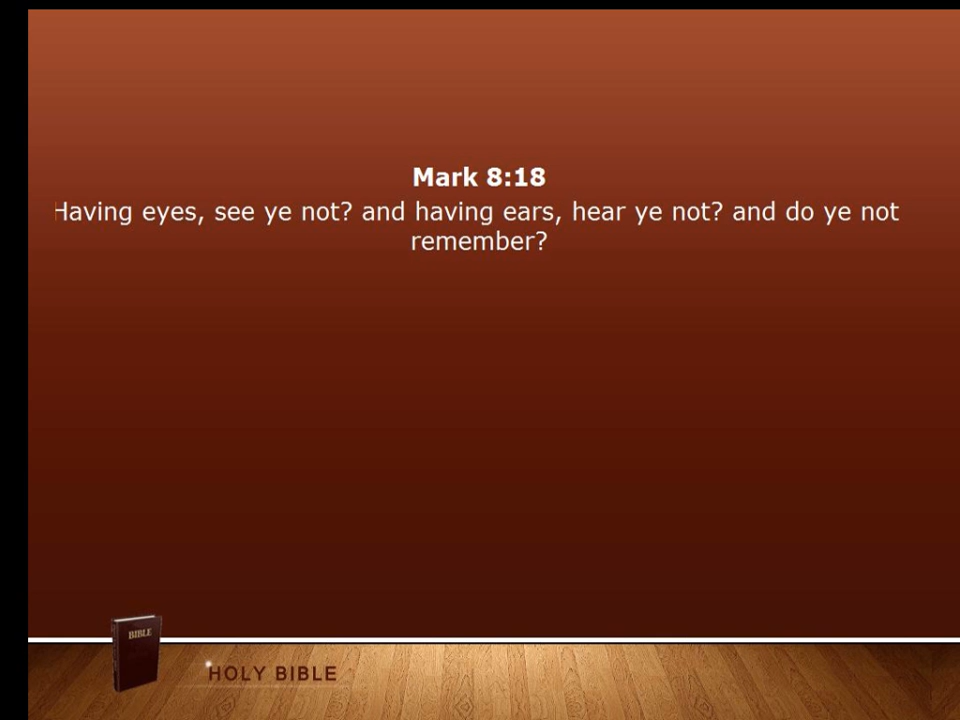 Mark 8:18
Having eyes, see ye not? and having ears, hear ye not? and do ye not
remember?
BIBLE
HOLY BIBLE